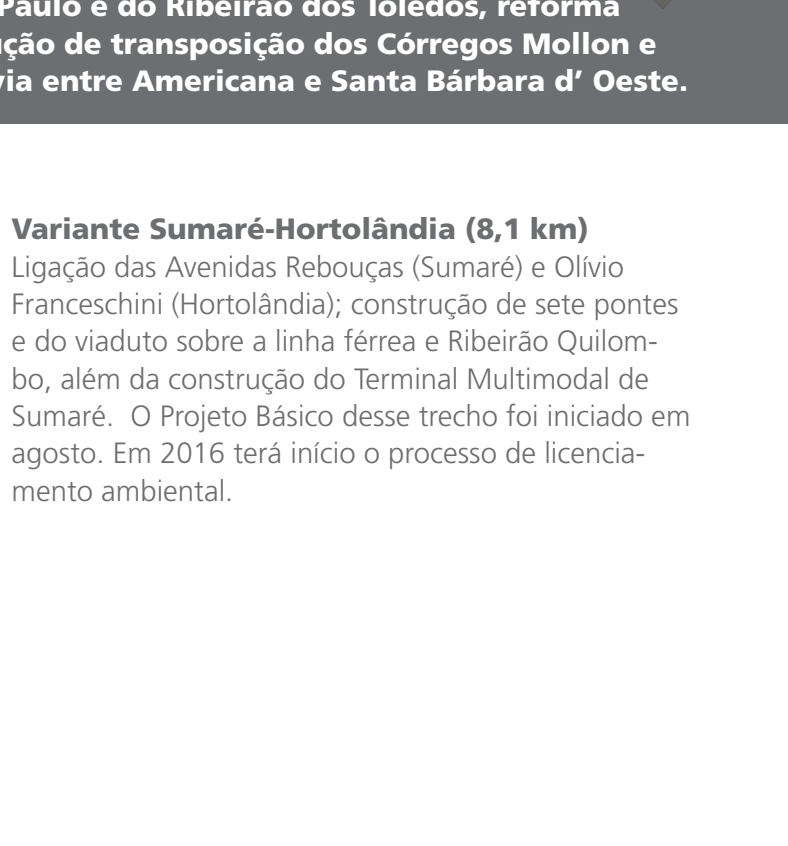 Paulo e do Ribeirão dos Toledos, reforma
ução de transposição dos Córregos Mollon e
via entre Americana e Santa Bárbara d’ Oeste.
Variante Sumaré-Hortolândia (8,1 km)
Ligação das Avenidas Rebouças (Sumaré) e Olívio
Franceschini (Hortolândia); construção de sete pontes
e do viaduto sobre a linha férrea e Ribeirão Quilom-
bo, além da construção do Terminal Multimodal de
Sumaré.  O Projeto Básico desse trecho foi iniciado em
agosto. Em 2016 terá início o processo de licencia-
mento ambiental.